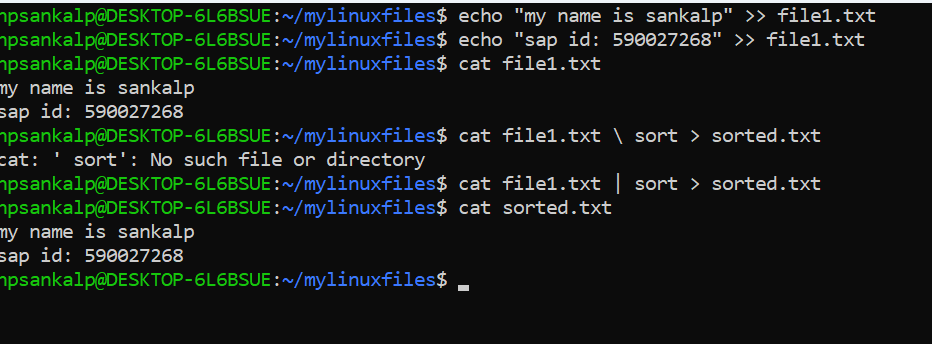 npsankalp@DESKTOP-6L6BSUE:~/mylinuxfiles$ echo "my name is sankalp" >> file1.txt
npsankalp@DESKTOP-6L6BSUE:~/mylinuxfiles$ echo "sap id: 590027268" >> file1.txt
npsankalp@DESKTOP-6L6BSUE:~/mylinuxfiles$ cat file1.txt
my name is sankalp
sap id: 590027268
npsankalp@DESKTOP-6L6BSUE:~/mylinuxfiles$ cat file1.txt \ sort > sorted.txt
cat: ' sort': No such file or directory
npsankalp@DESKTOP-6L6BSUE:~/mylinuxfiles$ cat file1.txt | sort > sorted.txt
npsankalp@DESKTOP-6L6BSUE:~/mylinuxfiles$ cat sorted.txt
my name is sankalp
sap id: 590027268
npsankalp@DESKTOP-6L6BSUE:~/mylinuxfiles$